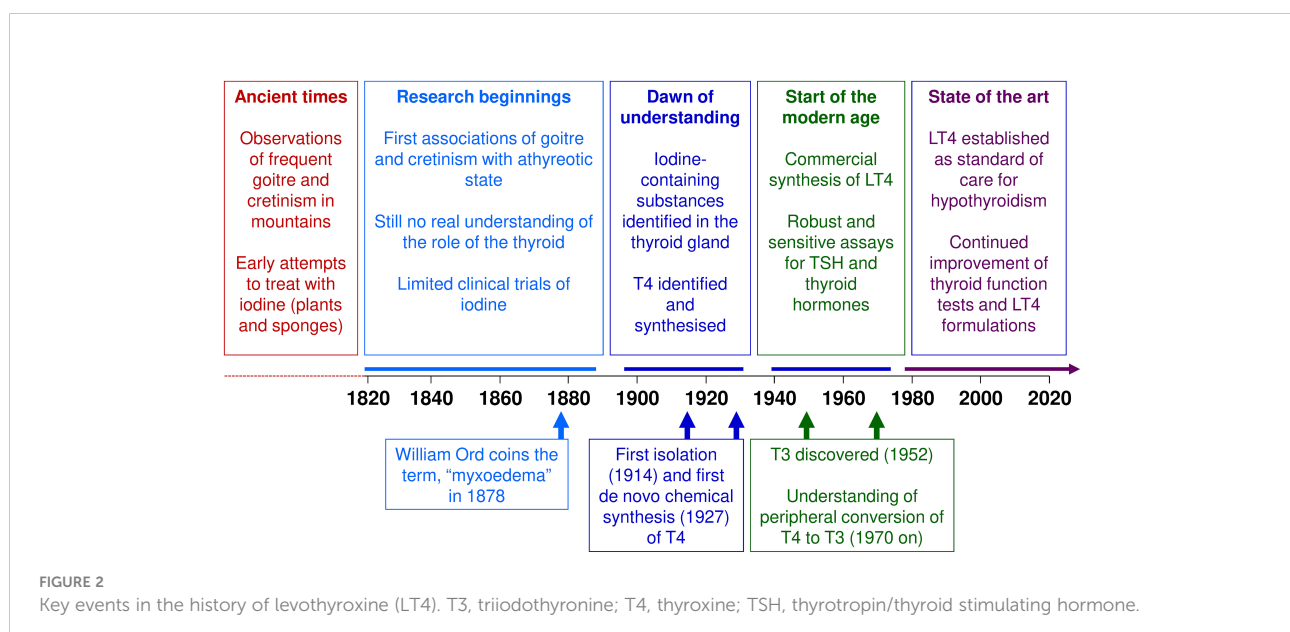 Ancient times
Observations
of frequent
goitre and
cretinism in
mountains
Early attempts
to treat with
iodine (plants
and sponges)
Research beginnings
First associations of goitre
and cretinism with athyreotic
state
Still no real understanding of
the role of the thyroid
Limited clinical trials of
iodine
Dawn of
understanding
Iodine-
containing
substances
identified in the
thyroid gland
T4 identified
and
synthesised
Start of the
modern age
Commercial
synthesis of LT4
Robust and
sensitive assays
for TSH and
thyroid
hormones
State of the art
LT4 established
as standard of
care for
hypothyroidism
Continued
improvement of
thyroid function
tests and LT4
formulations
1820 1840 1860 1880 1900 1920 1940 1960 1980 2000 2020
William Ord coins the
term, “myxoedema”
in 1878
First isolation
(1914) and first
de novo chemical
synthesis (1927)
of T4
T3 discovered (1952)
Understanding of
peripheral conversion of
T4 to T3 (1970 on)
FIGURE 2
Key events in the history of levothyroxine (LT4). T3, triiodothyronine; T4, thyroxine; TSH, thyrotropin/thyroid stimulating hormone.